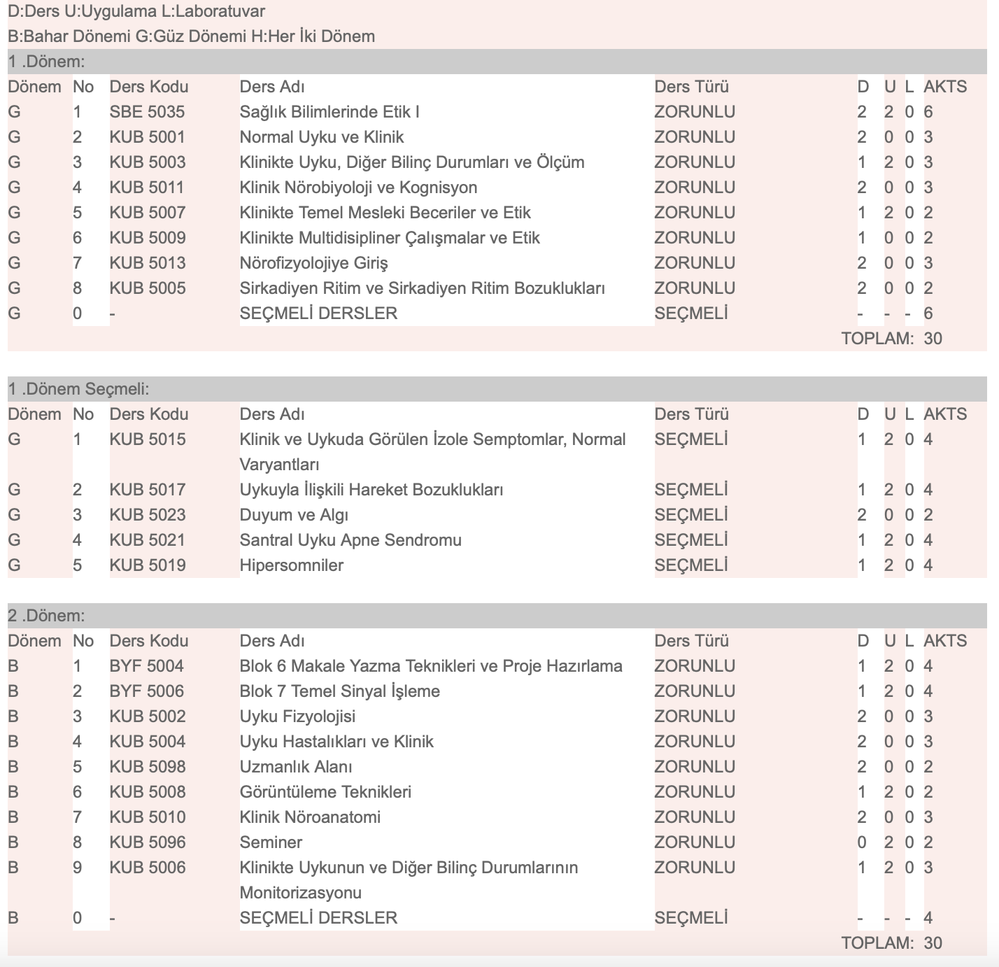 D:Ders U:Uygulama L:Laboratuvar
B:Bahar Dönemi G:Güz Dönemi H:Her İki Dönem
1 .Dönem:
Dönem No Ders Kodu Ders Adı Ders Türü D U L AKTS
G 1 SBE 5035 Sağlık Bilimlerinde Etik I ZORUNLU 2 2 0 6
G 2 KUB 5001 Normal Uyku ve Klinik ZORUNLU 2 0 0 3
G 3 KUB 5003 Klinikte Uyku, Diğer Bilinç Durumları ve Ölçüm ZORUNLU 1 2 0 3
G 4 KUB 5011 Klinik Nörobiyoloji ve Kognisyon ZORUNLU 2 0 0 3
G 5 KUB 5007 Klinikte Temel Mesleki Beceriler ve Etik ZORUNLU 1 2 0 2
G 6 KUB 5009 Klinikte Multidisipliner Çalışmalar ve Etik ZORUNLU 1 0 0 2
G 7 KUB 5013 Nörofizyolojiye Giriş ZORUNLU 2 0 0 3
G 8 KUB 5005 Sirkadiyen Ritim ve Sirkadiyen Ritim Bozuklukları ZORUNLU 2 0 0 2
G 0 - SEÇMELİ DERSLER SEÇMELİ - - - 6
TOPLAM: 30
1 .Dönem Seçmeli:
Dönem No Ders Kodu Ders Adı Ders Türü D U L AKTS
G 1 KUB 5015 Klinik ve Uykuda Görülen İzole Semptomlar, Normal SEÇMELİ 1 2 0 4
Varyantları
G 2 KUB 5017 Uykuyla İlişkili Hareket Bozuklukları SEÇMELİ 1 2 0 4
G 3 KUB 5023 Duyum ve Algı SEÇMELİ 2 0 0 2
G 4 KUB 5021 Santral Uyku Apne Sendromu SEÇMELİ 1 2 0 4
G 5 KUB 5019 Hipersomniler SEÇMELİ 1 2 0 4
2 .Dönem:
Dönem No Ders Kodu Ders Adı Ders Türü D U L AKTS
B 1 BYF 5004 Blok 6 Makale Yazma Teknikleri ve Proje Hazırlama ZORUNLU 1 2 0 4
B 2 BYF 5006 Blok 7 Temel Sinyal İşleme ZORUNLU 1 2 0 4
B 3 KUB 5002 Uyku Fizyolojisi ZORUNLU 2 0 0 3
B 4 KUB 5004 Uyku Hastalıkları ve Klinik ZORUNLU 2 0 0 3
B 5 KUB 5098 Uzmanlık Alanı ZORUNLU 2 0 0 2
B 6 KUB 5008 Görüntüleme Teknikleri ZORUNLU 1 2 0 2
B 7 KUB 5010 Klinik Nöroanatomi ZORUNLU 2 0 0 3
B 8 KUB 5096 Seminer ZORUNLU 0 2 0 2
B 9 KUB 5006 Klinikte Uykunun ve Diğer Bilinç Durumlarının ZORUNLU 1 2 0 3
Monitorizasyonu
B 0 - SEÇMELİ DERSLER SEÇMELİ - - - 4
TOPLAM: 30